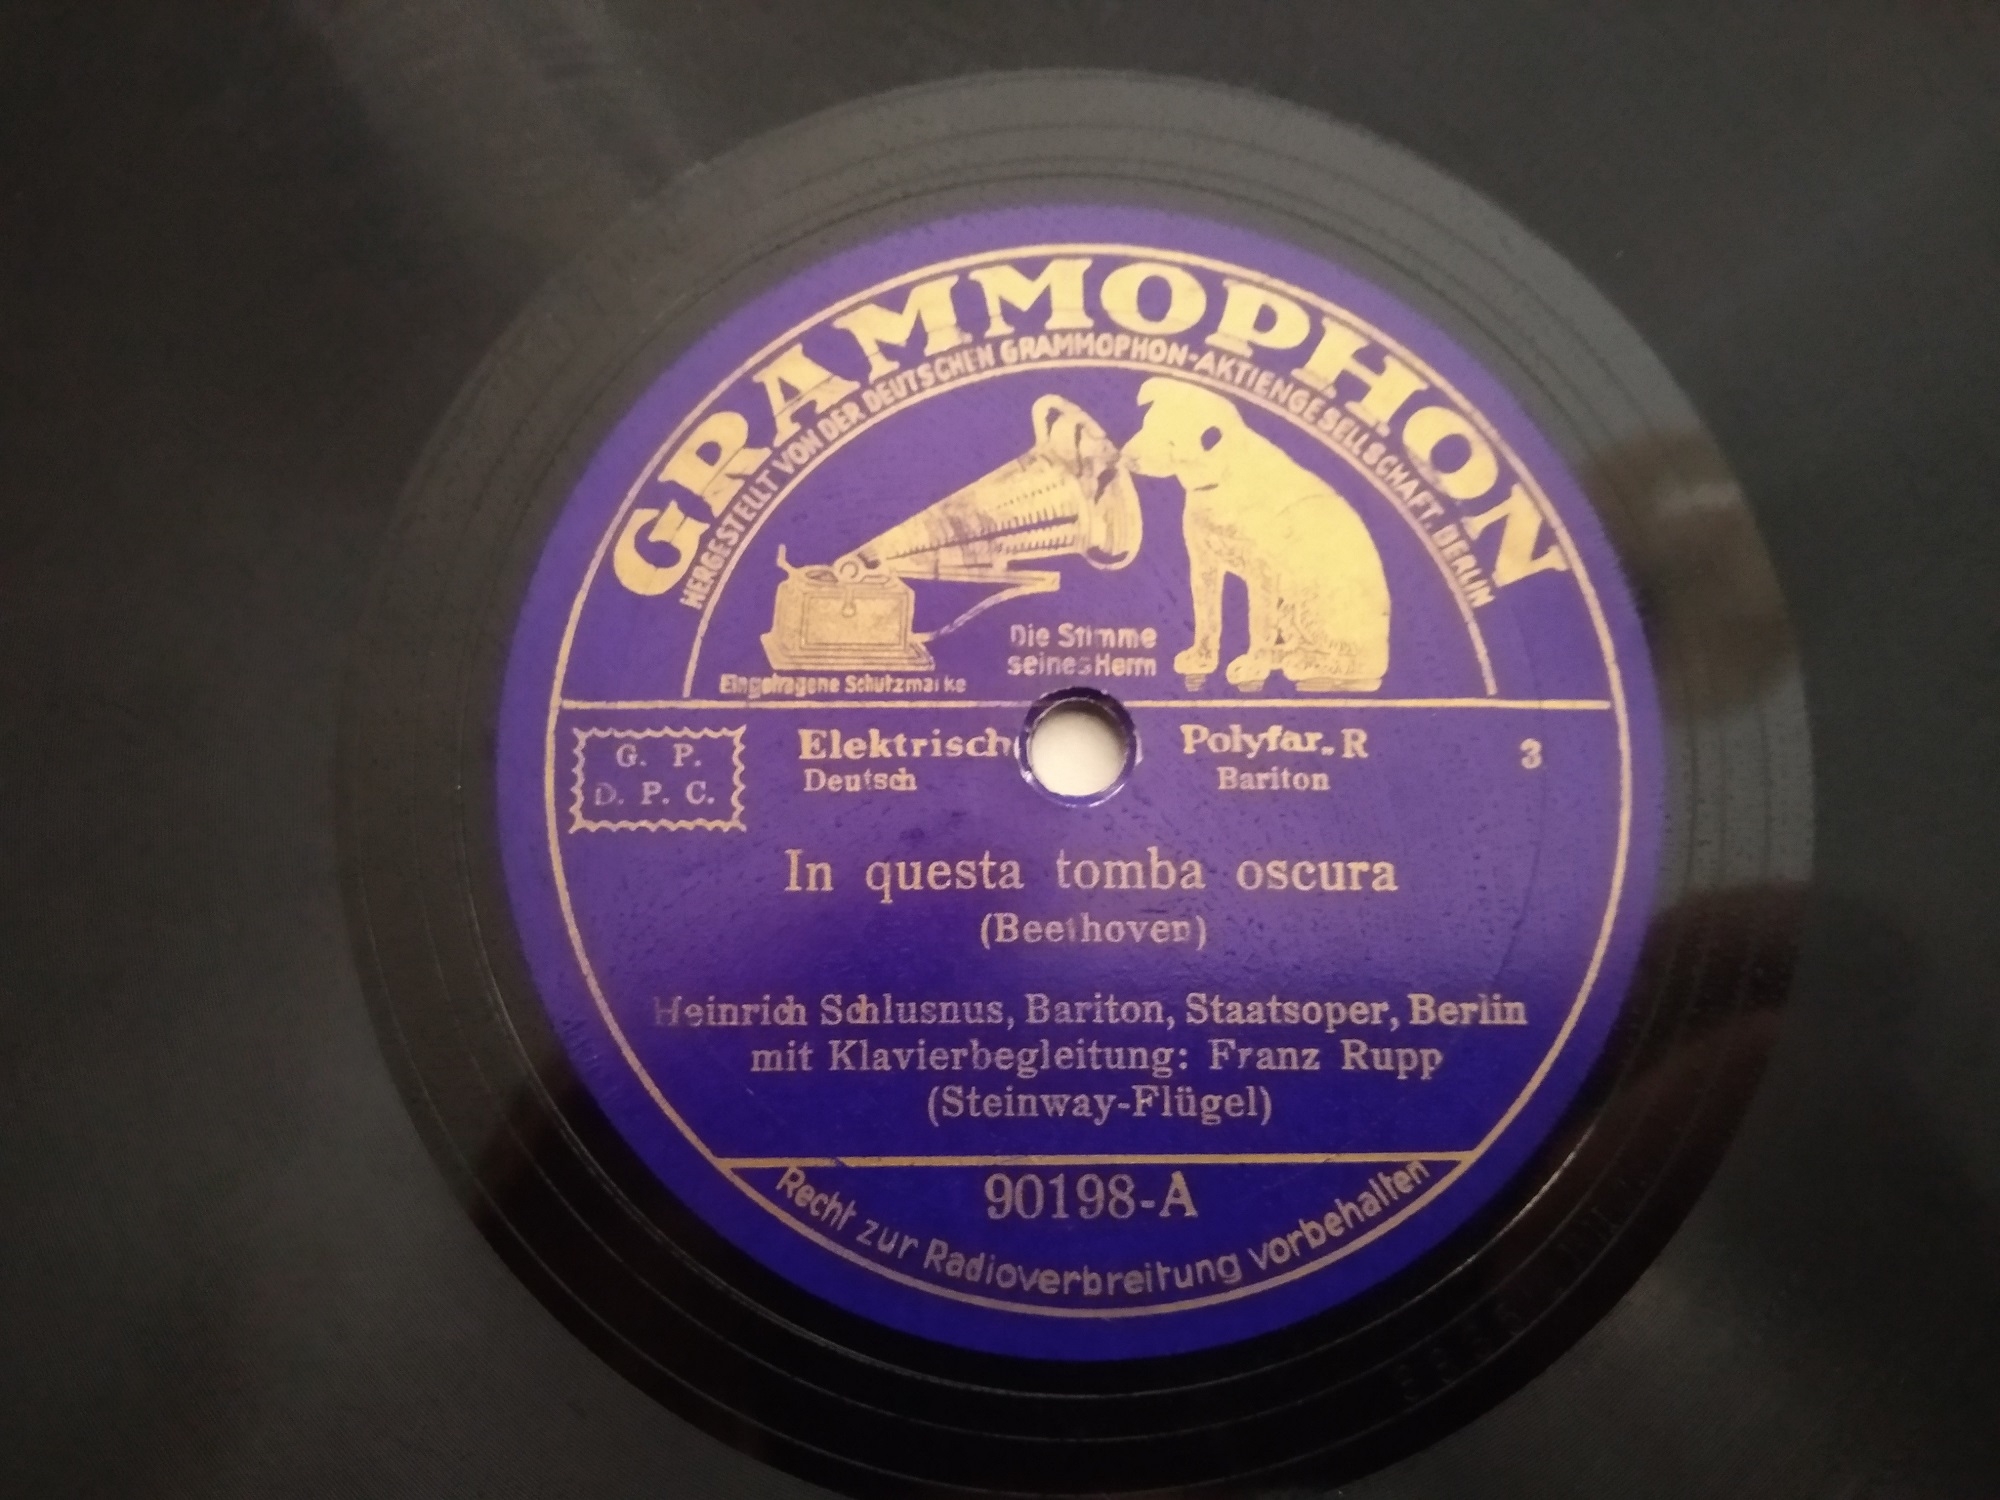 GRAMMOPHON
HERGESTELLT VON DER DEUTSCHEN GRAMMOPHON-AKTIENGESELLSCHAFT. BERLIN
Die Stimme
seines Herrn
Eingetragene Schutzmarke
G. P.
D. P. C.
Elektrisch
Deutsch
Polyfar. R
Bariton
3
In questa tomba oscura
(Beethoven)
Heinrich Schlusnus, Bariton, Staatsoper, Berlin
mit Klavierbegleitung: Franz Rupp
(Steinway-Flügel)
90198-A
Recht zur Radioverbreitung vorbehalten